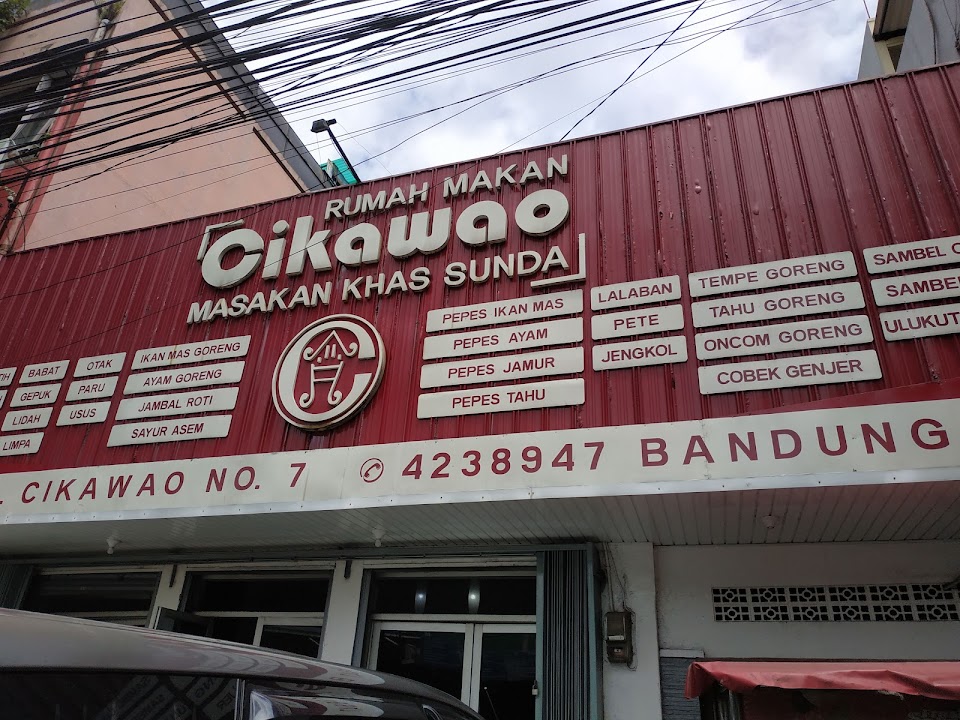 RUMAH MAKAN
Cikawao
MASAKAN KHAS SUNDA
BABAT
GEPUK
LIDAH
LIMPA
OTAK
PARU
USUS
IKAN MAS GORENG
AYAM GORENG
JAMBAL ROTI
SAYUR ASEM
PEPES IKAN MAS
PEPES AYAM
PEPES JAMUR
PEPES TAHU
LALABAN
PETE
JENGKOL
TEMPE GORENG
TAHU GORENG
ONCOM GORENG
COBEK GENJER
SAMBEL
SAMBEL
ULUKUT
CIKAWAO NO. 7 4238947 BANDUNG